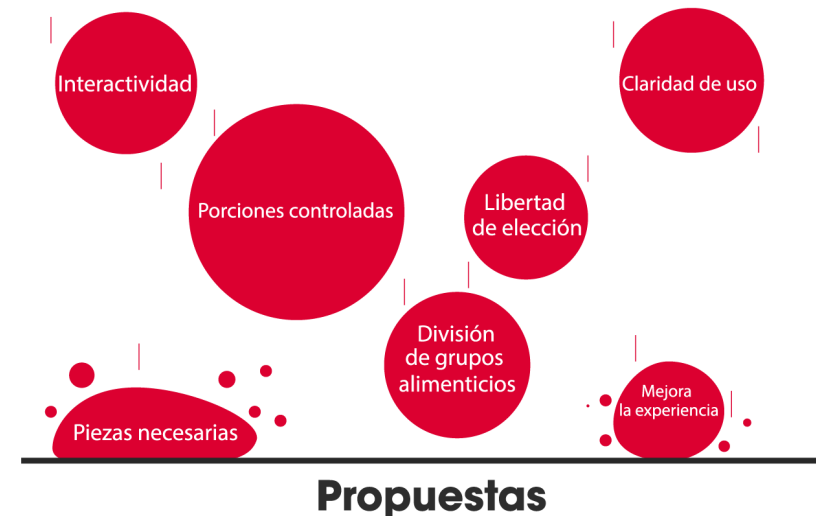 Interactividad
Claridad de uso
Porciones controladas
Libertad
de elección
División
de grupos
alimenticios
Mejora
la experiencia
Piezas necesarias
Propuestas